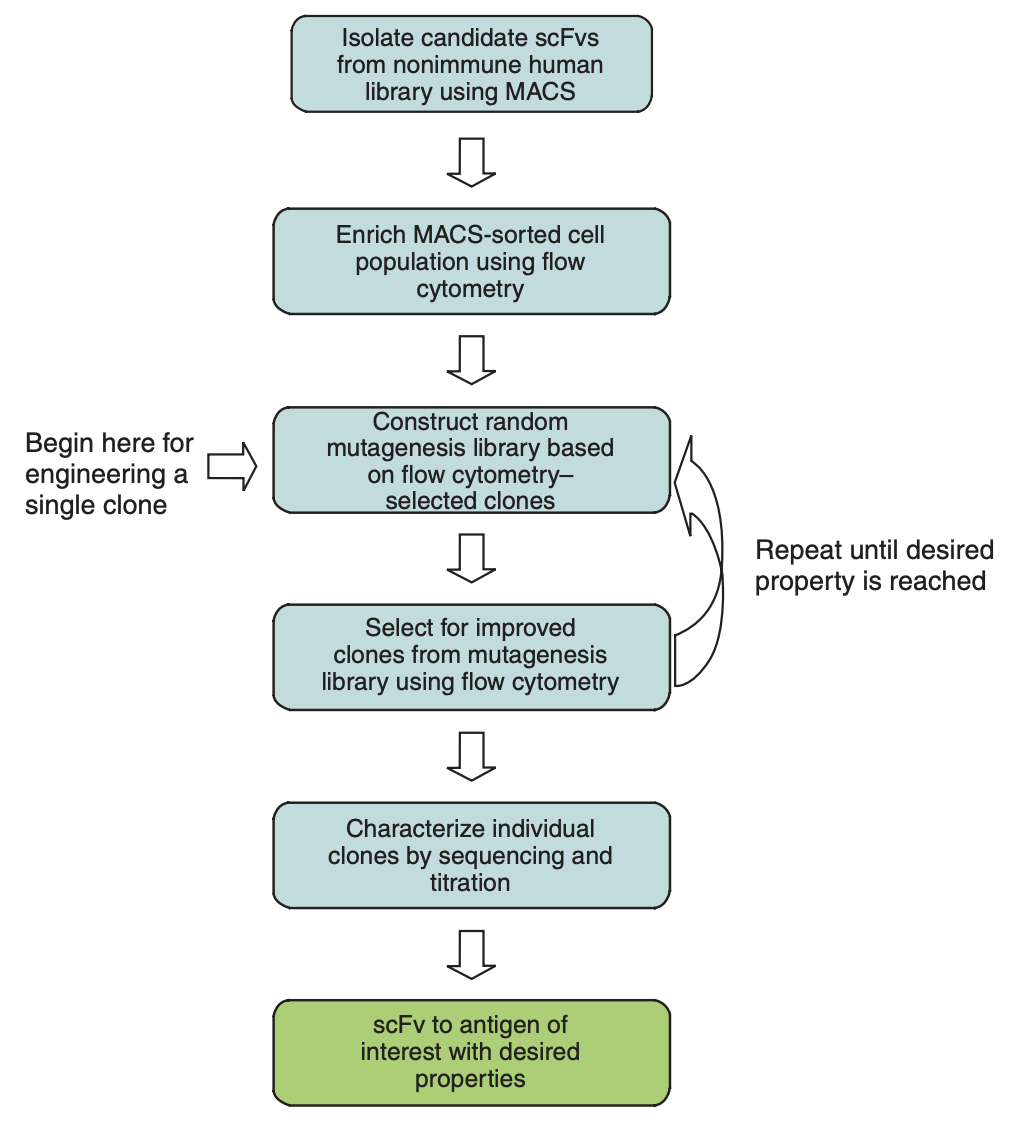 Isolate candidate scFvs
from nonimmune human
library using MACS
Enrich MACS-sorted cell
population using flow
cytometry
Begin here for
engineering a
single clone
Construct random
mutagenesis library based
on flow cytometry–
selected clones
Repeat until desired
property is reached
Select for improved
clones from mutagenesis
library using flow cytometry
Characterize individual
clones by sequencing and
titration
scFv to antigen of
interest with desired
properties